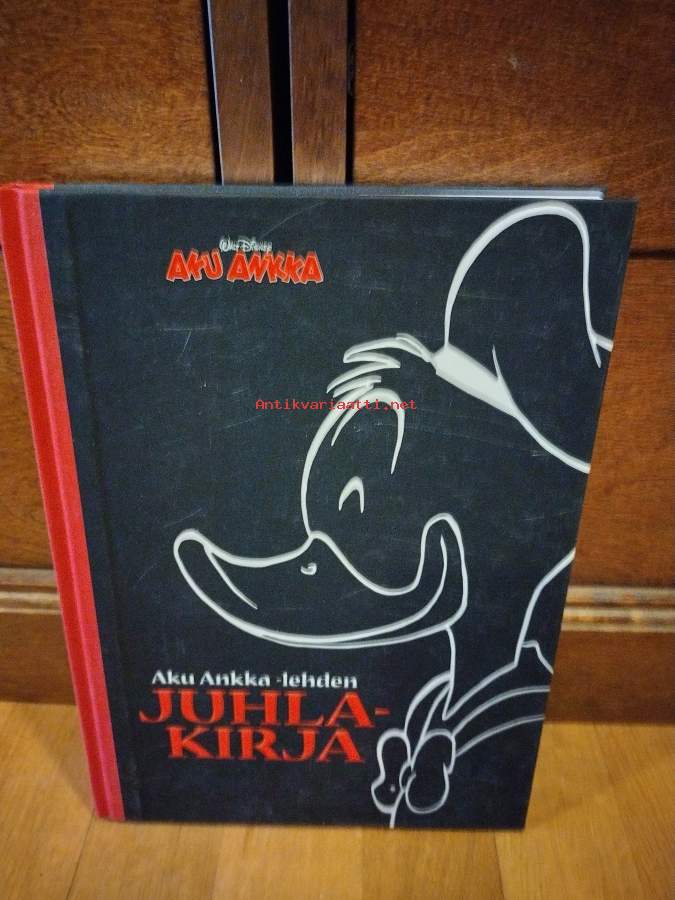 Walt Disney
AKU ANKKA
Antikvariaatti.net
Aku Ankka -lehden
JUHLA-
KIRJA